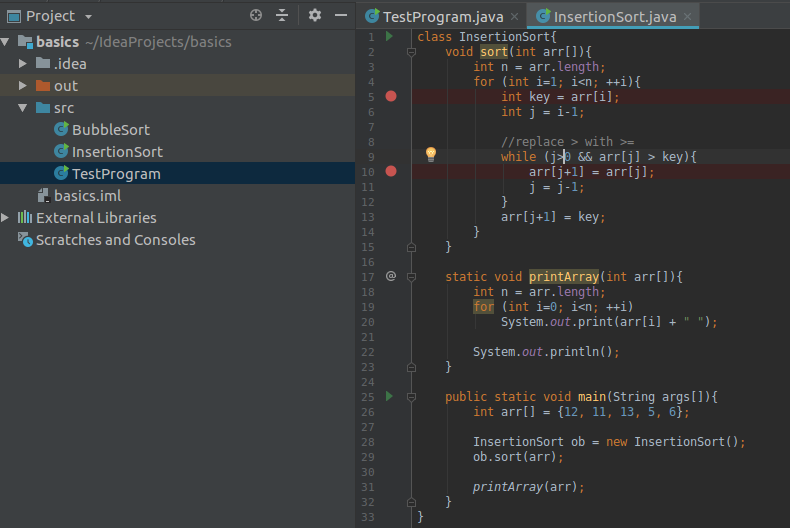 Project
basics ~/IdeaProjects/basics
.idea
out
src
BubbleSort
InsertionSort
TestProgram
basics.iml
External Libraries
Scratches and Consoles
TestProgram.java InsertionSort.java
1 class InsertionSort{
2 void sort(int arr[]){
3 int n = arr.length;
4 for (int i=1; i<n; ++i){
5 int key = arr[i];
6 int j = i-1;
7
8 //replace > with >=
9 while (j>0 && arr[j] > key){
10 arr[j+1] = arr[j];
11 j = j-1;
12 }
13 arr[j+1] = key;
14 }
15 }
16
17 @ static void printArray(int arr[]){
18 int n = arr.length;
19 for (int i=0; i<n; ++i)
20 System.out.print(arr[i] + " ");
21
22 System.out.println();
23 }
24
25 public static void main(String args[]){
26 int arr[] = {12, 11, 13, 5, 6};
27
28 InsertionSort ob = new InsertionSort();
29 ob.sort(arr);
30
31 printArray(arr);
32 }
33 }